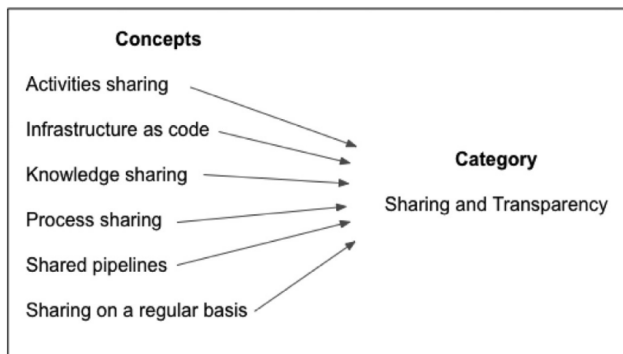 Concepts
Activities sharing
Infrastructure as code
Knowledge sharing
Process sharing
Shared pipelines
Sharing on a regular basis
Category
Sharing and Transparency